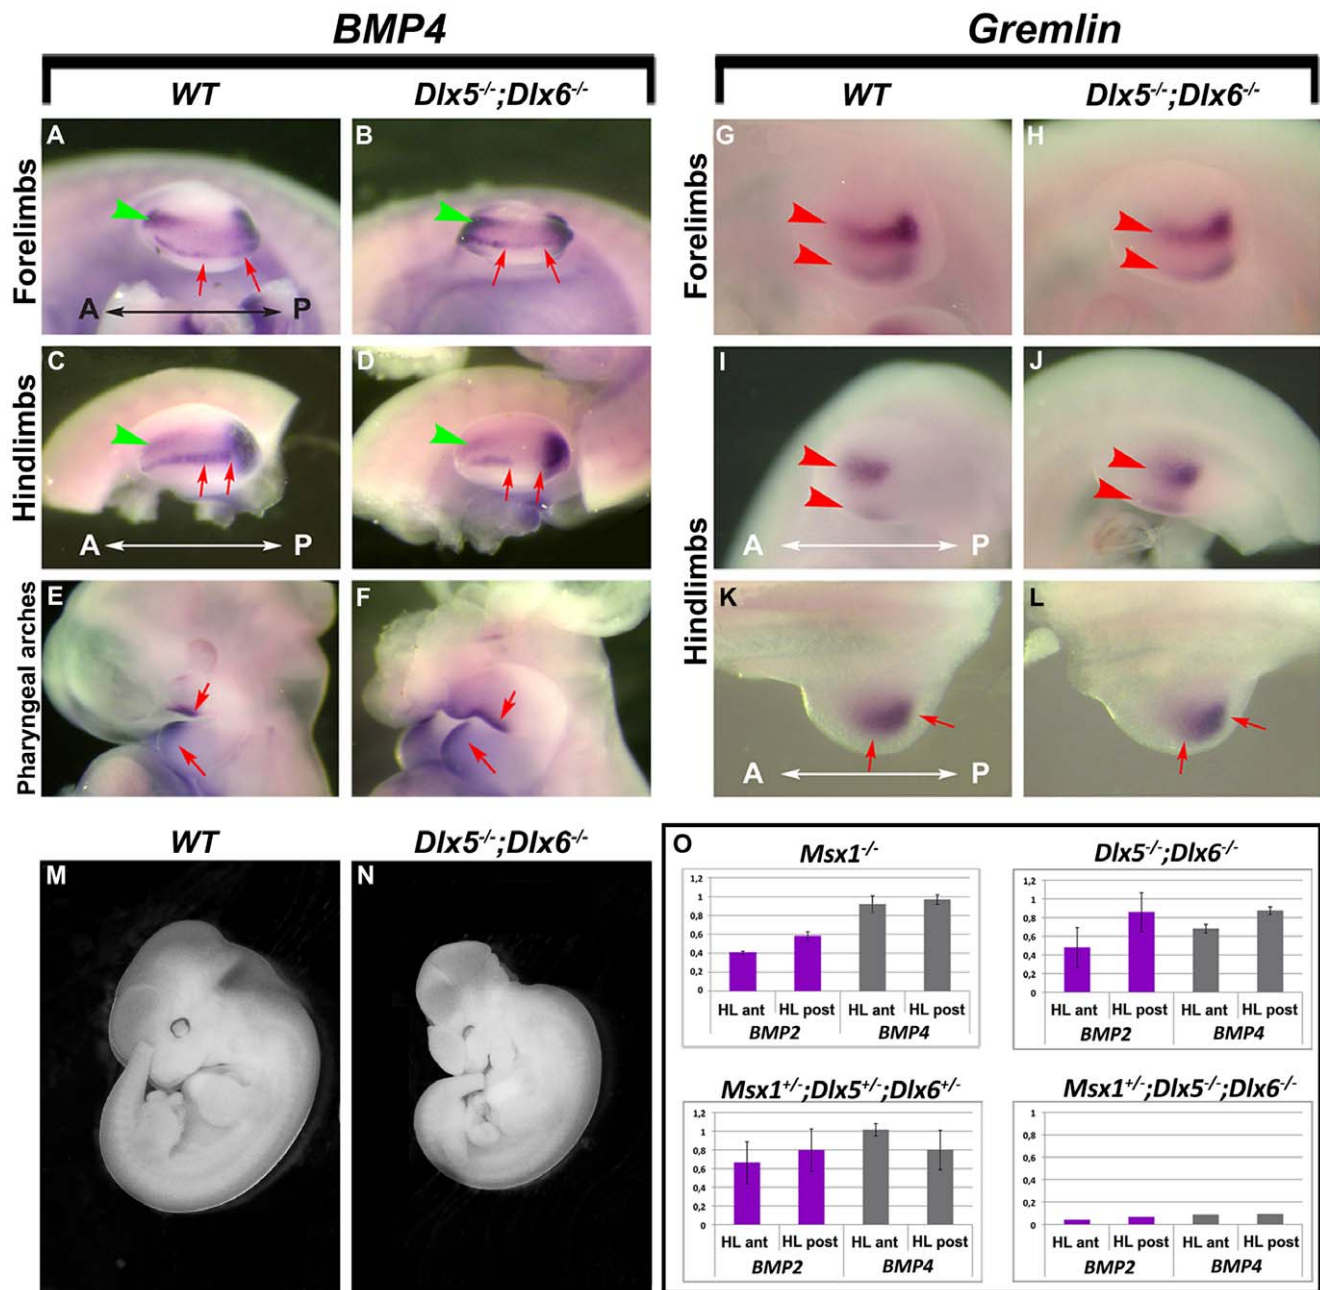 BMP4
Gremlin
WT Dlx5-/-;Dlx6-/-
WT Dlx5-/-;Dlx6-/-
Forelimbs
A
A P
B
Forelimbs
G
H
Hindlimbs
C
A P
D
Hindlimbs
I
A P
J
Pharyngeal arches
E
F
K
A P
L
WT Dlx5-/-;Dlx6-/-
M
N
O
Msx1-/-
1,2
1
0,8
0,6
0,4
0,2
0
HL ant HL post HL ant HL post
BMP2 BMP4
Dlx5-/-;Dlx6-/-
1,2
1
0,8
0,6
0,4
0,2
0
HL ant HL post HL ant HL post
BMP2 BMP4
Msx1+/-;Dlx5+/-;Dlx6+/-
1,2
1
0,8
0,6
0,4
0,2
0
HL ant HL post HL ant HL post
BMP2 BMP4
Msx1+/-;Dlx5-/-;Dlx6-/-
1
0,8
0,6
0,4
0,2
0
HL ant HL post HL ant HL post
BMP2 BMP4